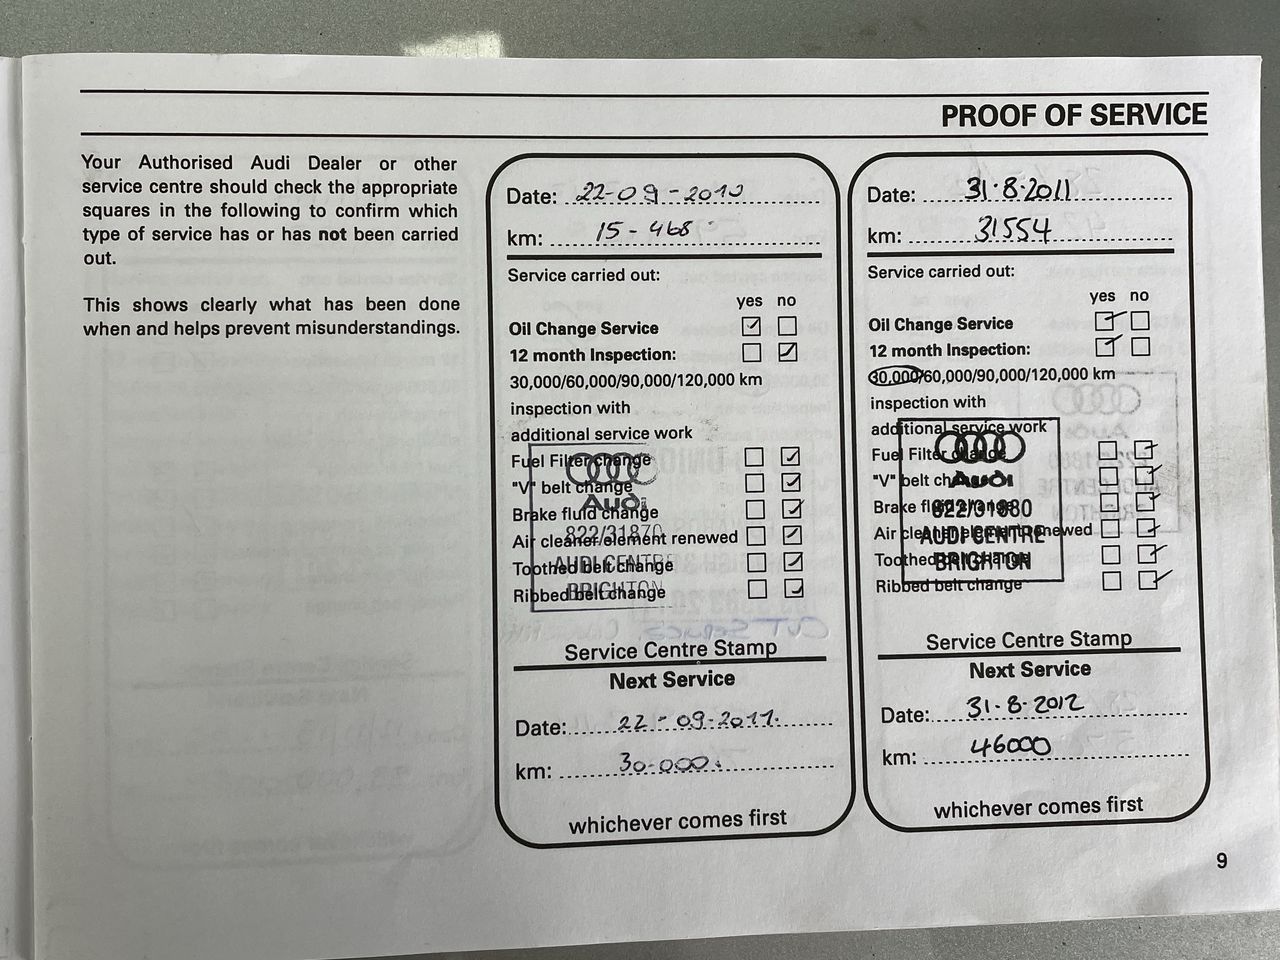 PROOF OF SERVICE
Your Authorised Audi Dealer or other
service centre should check the appropriate
squares in the following to confirm which
type of service has or has not been carried
out.
This shows clearly what has been done
when and helps prevent misunderstandings.
Date: 22-09-2010
km: 15-468
Service carried out:
yes no
Oil Change Service
12 month Inspection:
30,000/60,000/90,000/120,000 km
inspection with
additional service work
Fuel Filter change
"V" belt change
Brake fluid change
Air cleaner element renewed
Toothed belt change
Ribbed belt change
Audi
822/31870
AUDI CENTRE
BRIGHTON
Service Centre Stamp
Next Service
Date: 22-09-2011.
km: 30.000.
whichever comes first
Date: 31.8.2011
km: 31554
Service carried out:
yes no
Oil Change Service
12 month Inspection:
30,000/60,000/90,000/120,000 km
inspection with
additional service work
Fuel Filter change
"V" belt change
Brake fluid change
Air cleaner element renewed
Toothed belt change
Ribbed belt change
Audi
AUDI CENTRE
BRIGHTON
Service Centre Stamp
Next Service
Date: 31-8-2012
km: 46000
whichever comes first
9